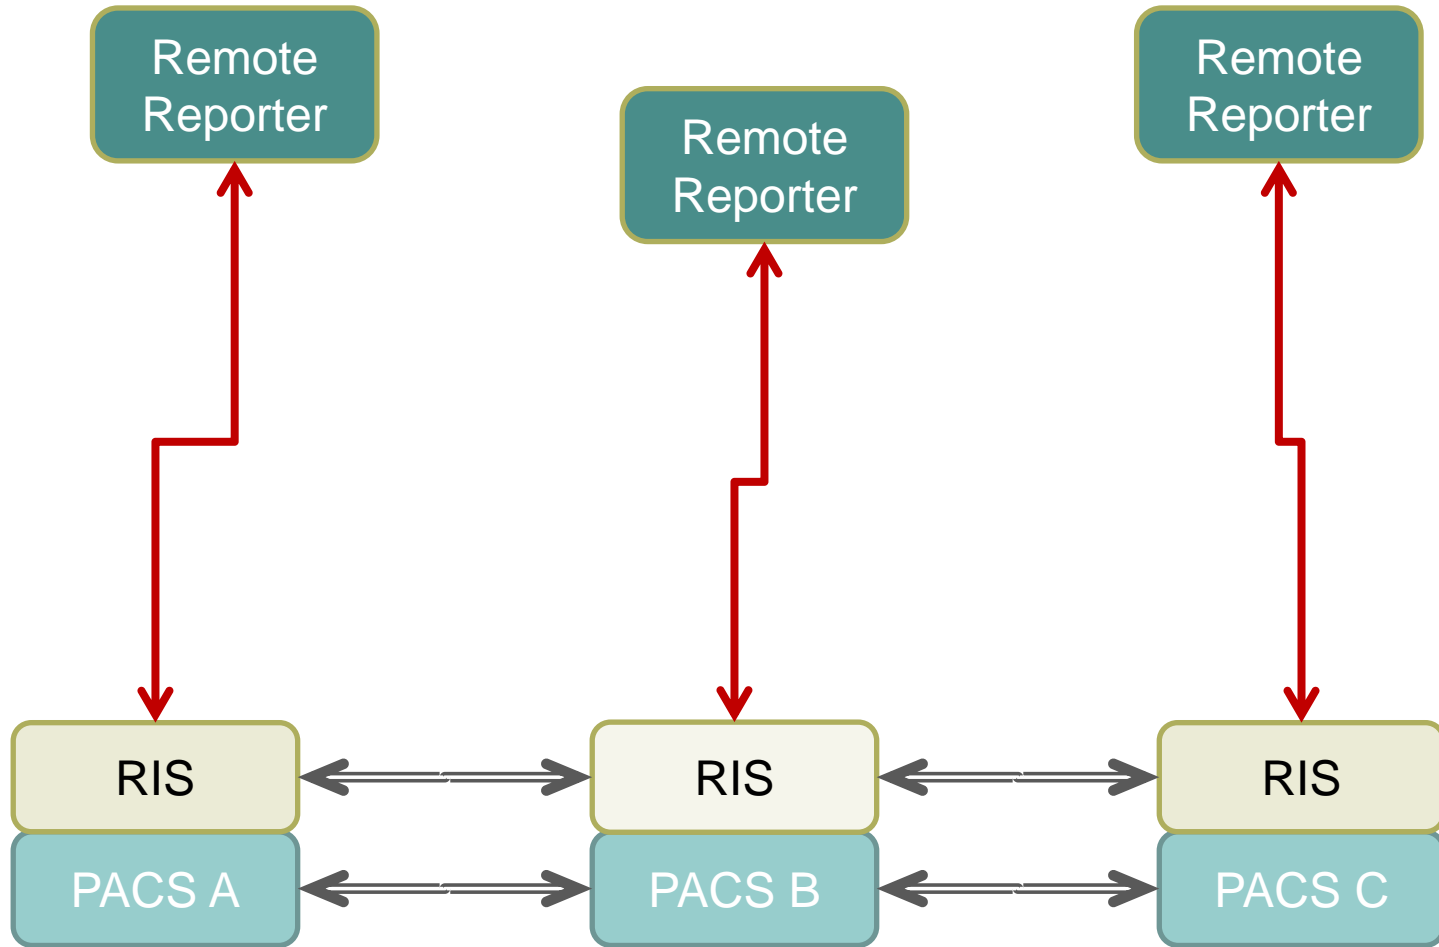 Remote
Reporter
Remote
Reporter
Remote
Reporter
RIS
RIS
RIS
PACS A
PACS B
PACS C